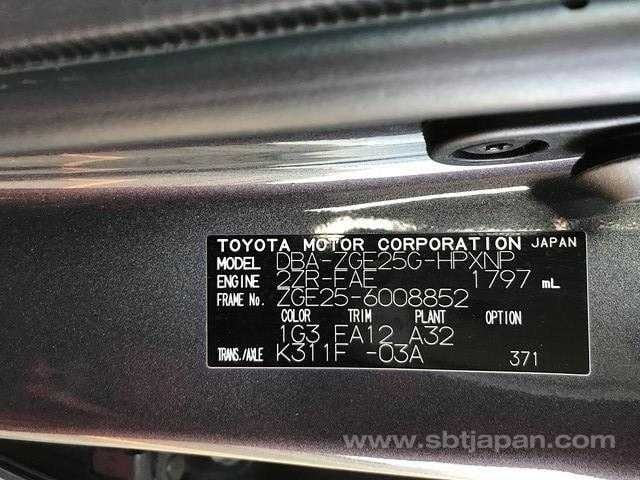 TOYOTA MOTOR CORPORATION JAPAN
MODEL DBA-ZGE25G-HPXNP
ENGINE 2ZR-FAE 1797 mL
FRAME No. ZGE25-6008852
COLOR TRIM PLANT OPTION
1G3 FA12 A32
TRANS./AXLE K311F -03A 371
www.sbtjapan.com